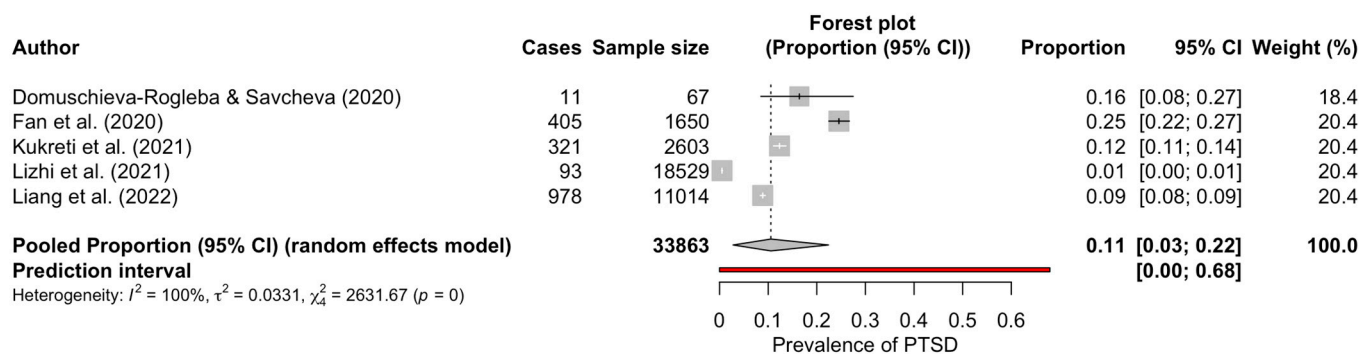 Forest plot
Author Cases Sample size (Proportion (95% CI)) Proportion 95% CI Weight (%)
Domuschieva-Rogleba & Savcheva (2020) 11 67 0.16 [0.08; 0.27] 18.4
Fan et al. (2020) 405 1650 0.25 [0.22; 0.27] 20.4
Kukreti et al. (2021) 321 2603 0.12 [0.11; 0.14] 20.4
Lizhi et al. (2021) 93 18529 0.01 [0.00; 0.01] 20.4
Liang et al. (2022) 978 11014 0.09 [0.08; 0.09] 20.4
Pooled Proportion (95% CI) (random effects model) 33863 0.11 [0.03; 0.22] 100.0
Prediction interval [0.00; 0.68]
Heterogeneity: I² = 100%, τ² = 0.0331, χ²₄ = 2631.67 (p = 0)
0 0.1 0.2 0.3 0.4 0.5 0.6
Prevalence of PTSD